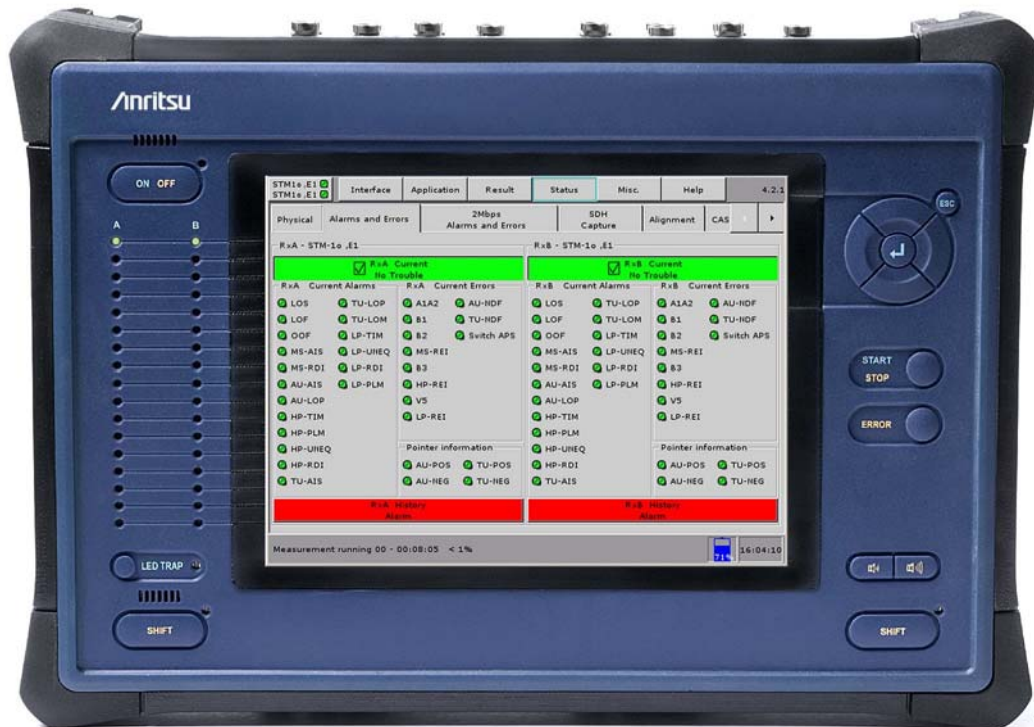 Anritsu
ON OFF
A B
LED TRAP
SHIFT
STM1o ,E1
STM1o ,E1
Interface Application Result Status Misc. Help 4.2.1
Physical Alarms and Errors 2Mbps Alarms and Errors SDH Capture Alignment CAS
RxA - STM-1o ,E1
RxA Current
No Trouble
RxA Current Alarms RxA Current Errors
LOS TU-LOP A1A2 AU-NDF
LOF TU-LOM B1 TU-NDF
OOF LP-TIM B2 Switch APS
MS-AIS LP-UNEQ MS-REI
MS-RDI LP-RDI B3
AU-AIS LP-PLM HP-REI
AU-LOP V5
HP-TIM LP-REI
HP-PLM
HP-UNEQ Pointer information
HP-RDI AU-POS TU-POS
TU-AIS AU-NEG TU-NEG
RxA History
Alarm
RxB - STM-1o ,E1
RxB Current
No Trouble
RxB Current Alarms RxB Current Errors
LOS TU-LOP A1A2 AU-NDF
LOF TU-LOM B1 TU-NDF
OOF LP-TIM B2 Switch APS
MS-AIS LP-UNEQ MS-REI
MS-RDI LP-RDI B3
AU-AIS LP-PLM HP-REI
AU-LOP V5
HP-TIM LP-REI
HP-PLM
HP-UNEQ Pointer information
HP-RDI AU-POS TU-POS
TU-AIS AU-NEG TU-NEG
RxB History
Alarm
Measurement running 00 - 00:08:05 < 1% 71% 16:04:10
ESC
START
STOP
ERROR
SHIFT